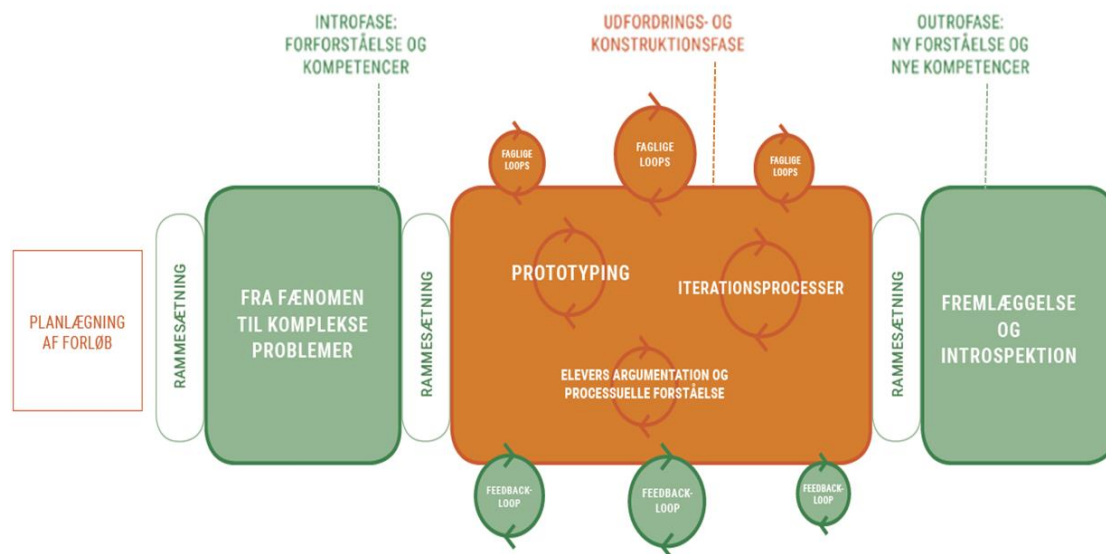 INTROFASE:
FORFORSTÅELSE OG
KOMPETENCER
UDFORDRINGS- OG
KONSTRUKTIONSFASE
OUTROFASE:
NY FORSTÅELSE OG
NYE KOMPETENCER
FAGLIGE
LOOPS
FAGLIGE
LOOPS
FAGLIGE
LOOPS
PLANLÆGNING
AF FORLØB
RAMMESÆTNING
FRA FÆNOMEN
TIL KOMPLEKSE
PROBLEMER
RAMMESÆTNING
PROTOTYPING
ITERATIONSPROCESSER
ELEVERS ARGUMENTATION OG
PROCESSUELLE FORSTÅELSE
RAMMESÆTNING
FREMLÆGGELSE
OG
INTROSPEKTION
FEEDBACK-
LOOP
FEEDBACK-
LOOP
FEEDBACK-
LOOP